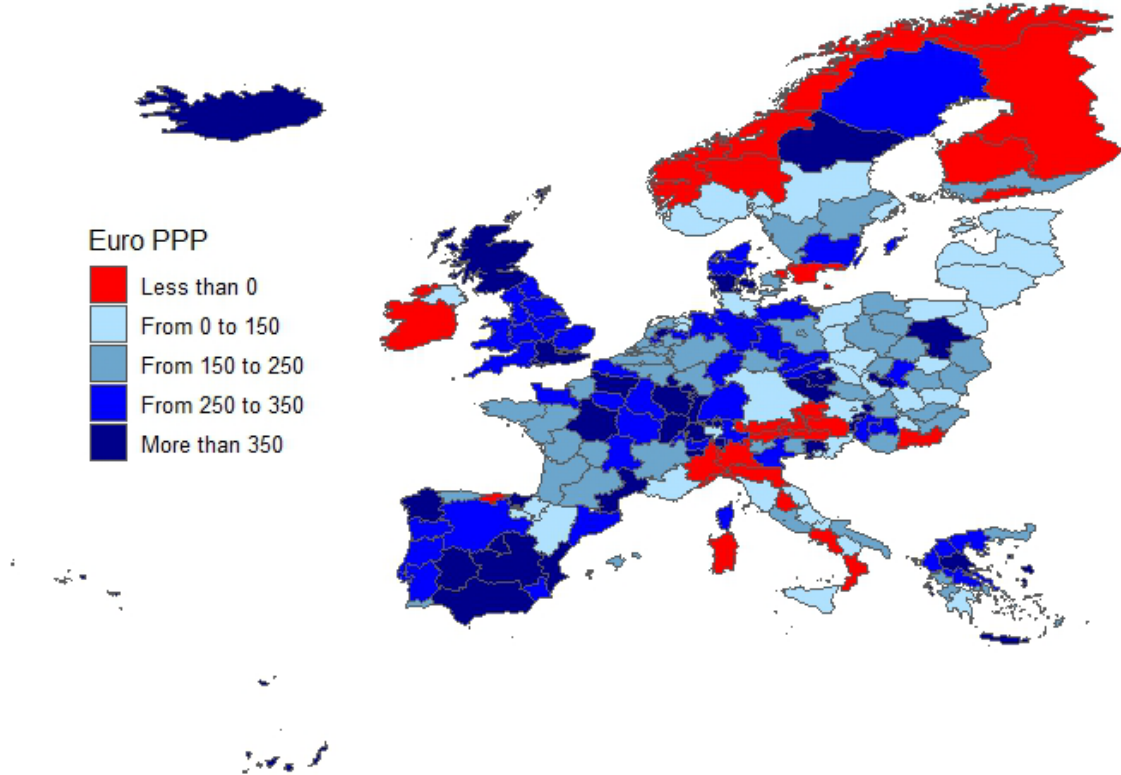 Euro PPP
Less than 0
From 0 to 150
From 150 to 250
From 250 to 350
More than 350